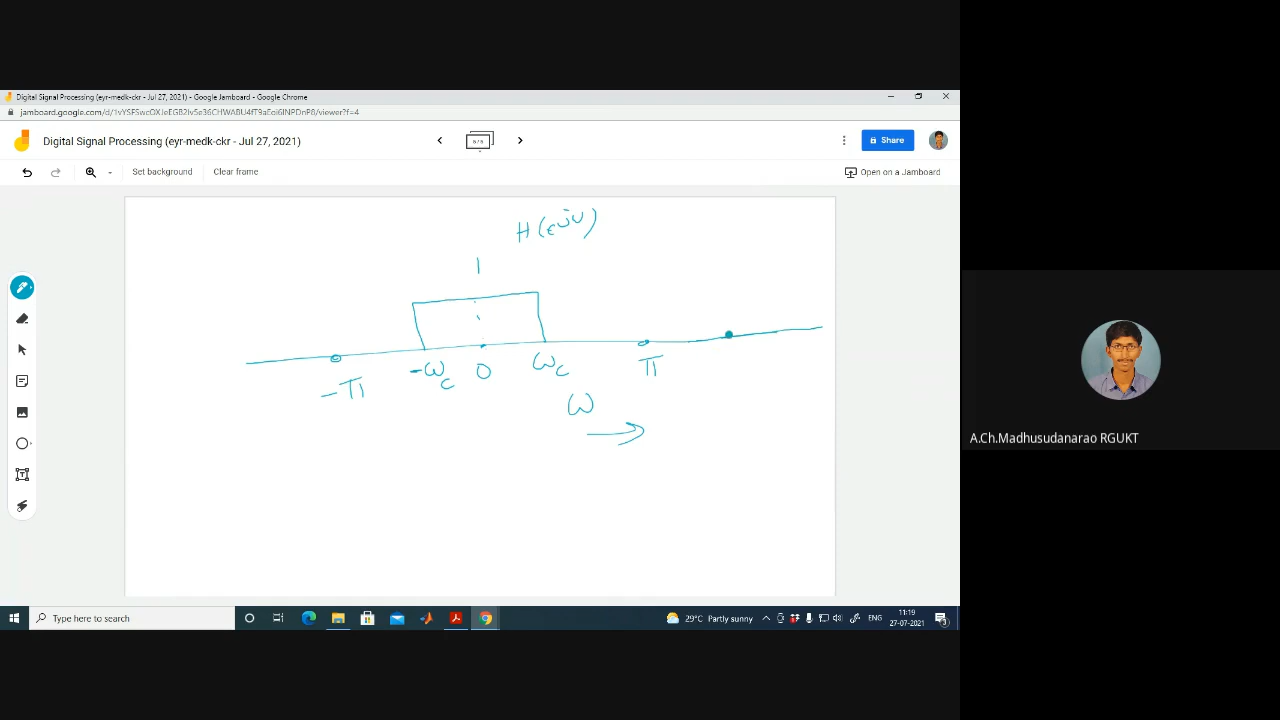 Digital Signal Processing (eyr-medk-ckr - Jul 27, 2021) - Google Jamboard - Google Chrome
Digital Signal Processing (eyr-medk-ckr - Jul 27, 2021)
Share
Set background
Clear frame
Open on a Jamboard
H(e^jω)
1
-π
-ωc
0
ωc
π
ω
A.Ch.Madhusudanarao RGUKT
Type here to search
29°C Partly sunny
ENG
11:19
27-07-2021